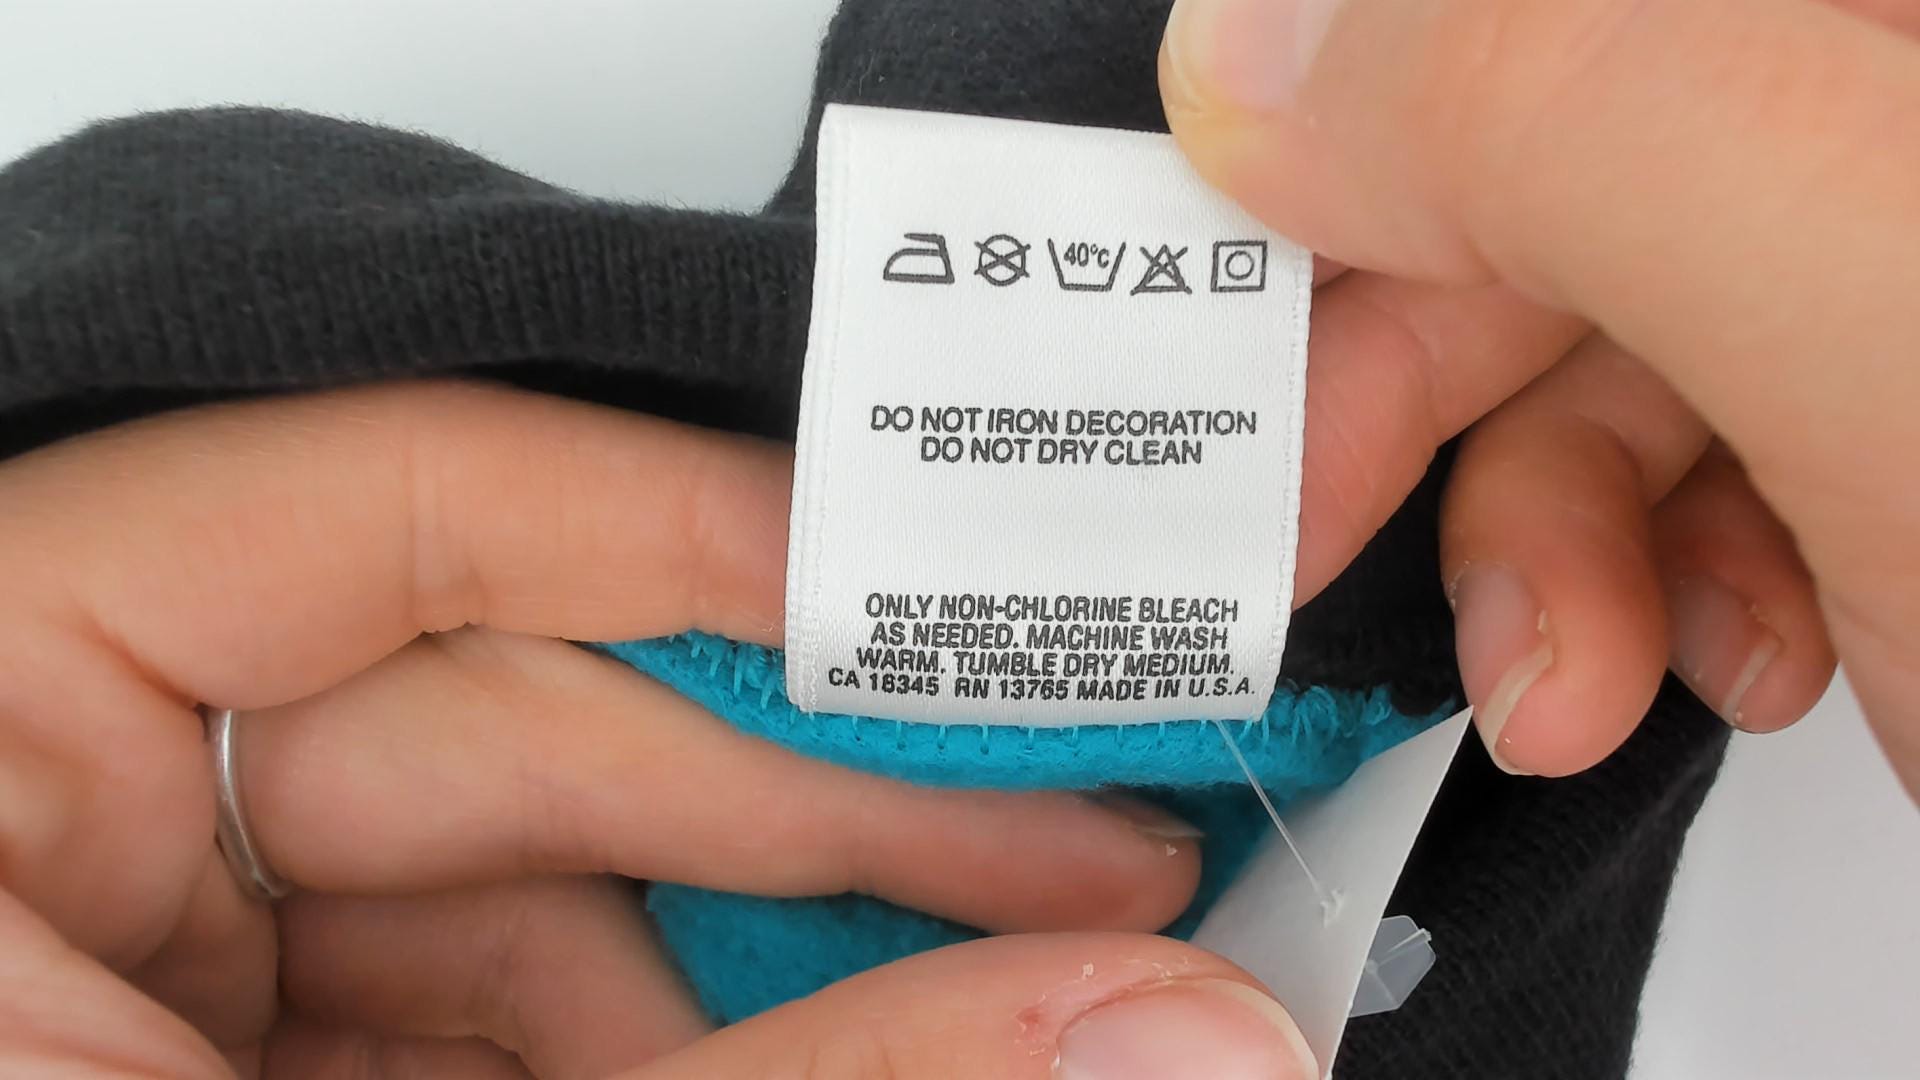 40°c
DO NOT IRON DECORATION
DO NOT DRY CLEAN
ONLY NON-CHLORINE BLEACH
AS NEEDED. MACHINE WASH
WARM. TUMBLE DRY MEDIUM.
CA 18345 RN 13765 MADE IN U.S.A.